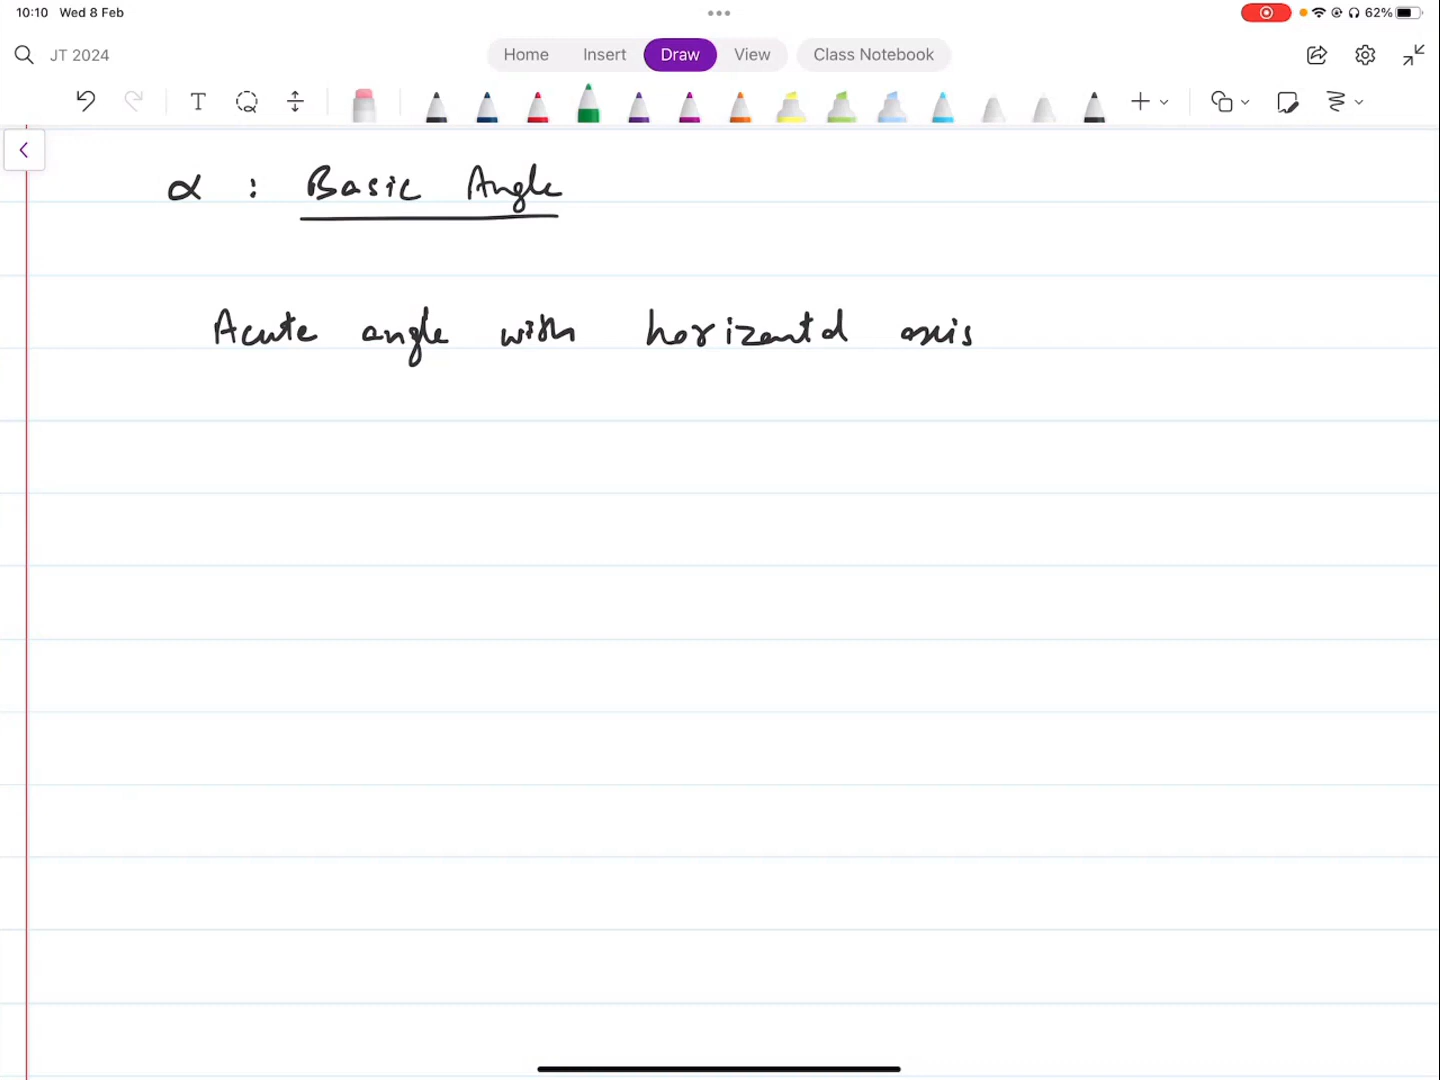 10:10 Wed 8 Feb
62%
JT 2024
Home Insert Draw View Class Notebook
T
α : Basic Angle
Acute angle with horizontal axis